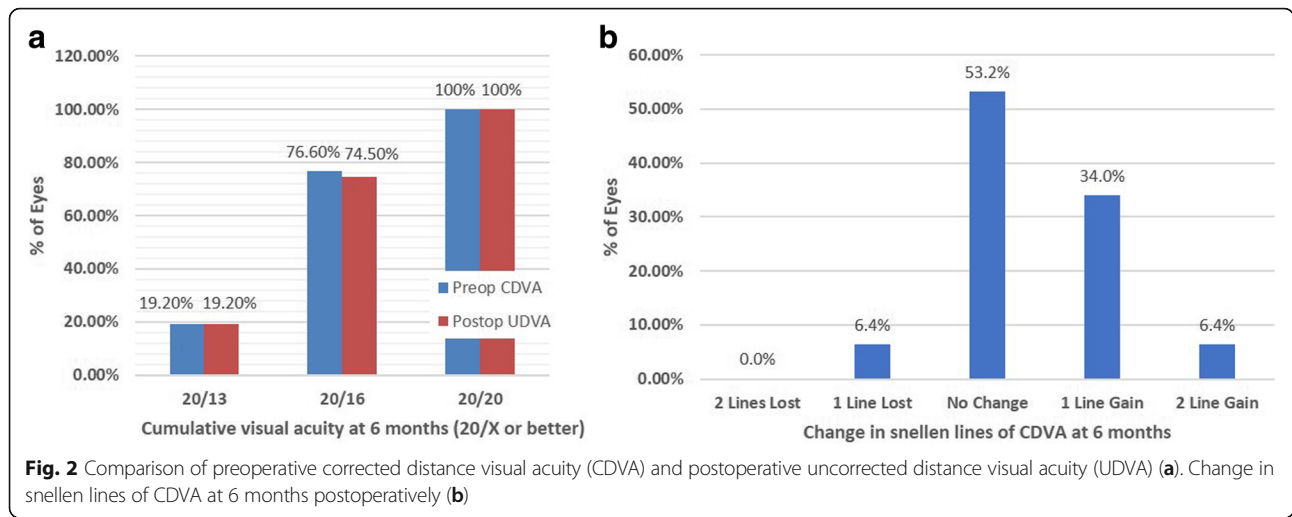 a
120.00%
100.00%
80.00%
60.00%
40.00%
20.00%
0.00%
% of Eyes
19.20% 19.20%
76.60% 74.50%
100% 100%
Preop CDVA
Postop UDVA
20/13 20/16 20/20
Cumulative visual acuity at 6 months (20/X or better)
b
60.00%
50.00%
40.00%
30.00%
20.00%
10.00%
0.00%
% of Eyes
0.0% 6.4% 53.2% 34.0% 6.4%
2 Lines Lost 1 Line Lost No Change 1 Line Gain 2 Line Gain
Change in snellen lines of CDVA at 6 months
Fig. 2 Comparison of preoperative corrected distance visual acuity (CDVA) and postoperative uncorrected distance visual acuity (UDVA) (a). Change in
snellen lines of CDVA at 6 months postoperatively (b)